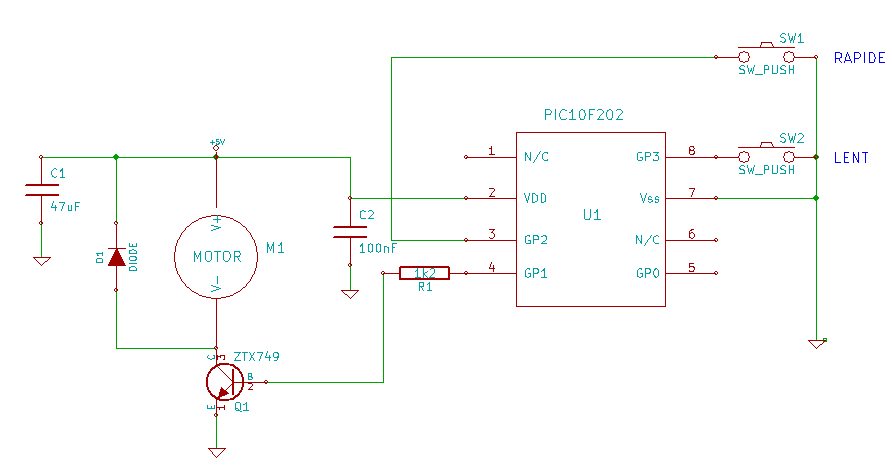 SW1
SW_PUSH
RAPIDE
PIC10F202
SW2
SW_PUSH
LENT
+5V
C1
47uF
D1
DIODE
V+
MOTOR
V-
M1
C2
100nF
1 N/C
2 VDD
3 GP2
4 GP1
U1
GP3 8
Vss 7
N/C 6
GP0 5
1k2
R1
ZTX749
C 3
B
2
E 1
Q1